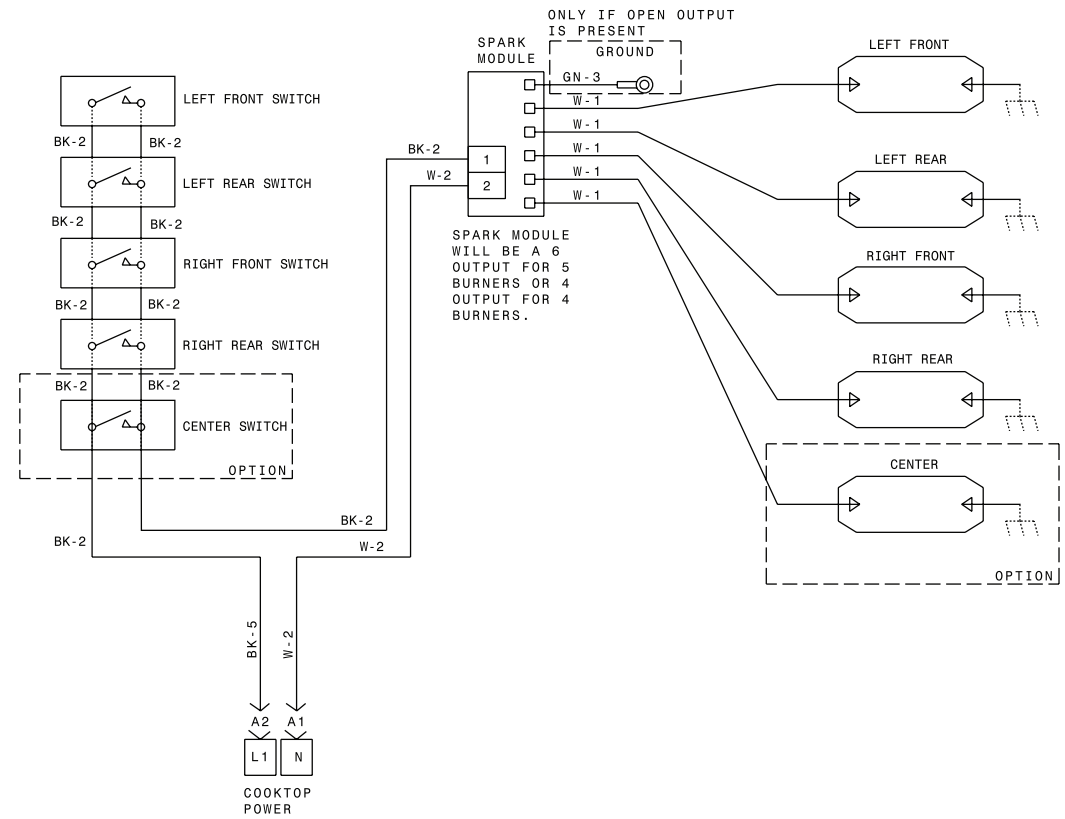 ONLY IF OPEN OUTPUT
IS PRESENT
GROUND
SPARK
MODULE
GN-3
W-1
W-1
W-1
W-1
W-1
1
2
BK-2
W-2
SPARK MODULE
WILL BE A 6
OUTPUT FOR 5
BURNERS OR 4
OUTPUT FOR 4
BURNERS.
LEFT FRONT SWITCH
BK-2
BK-2
LEFT REAR SWITCH
BK-2
BK-2
RIGHT FRONT SWITCH
BK-2
BK-2
RIGHT REAR SWITCH
BK-2
BK-2
CENTER SWITCH
OPTION
BK-2
BK-2
W-2
BK-5
W-2
A2
A1
L1
N
COOKTOP
POWER
LEFT FRONT
LEFT REAR
RIGHT FRONT
RIGHT REAR
CENTER
OPTION